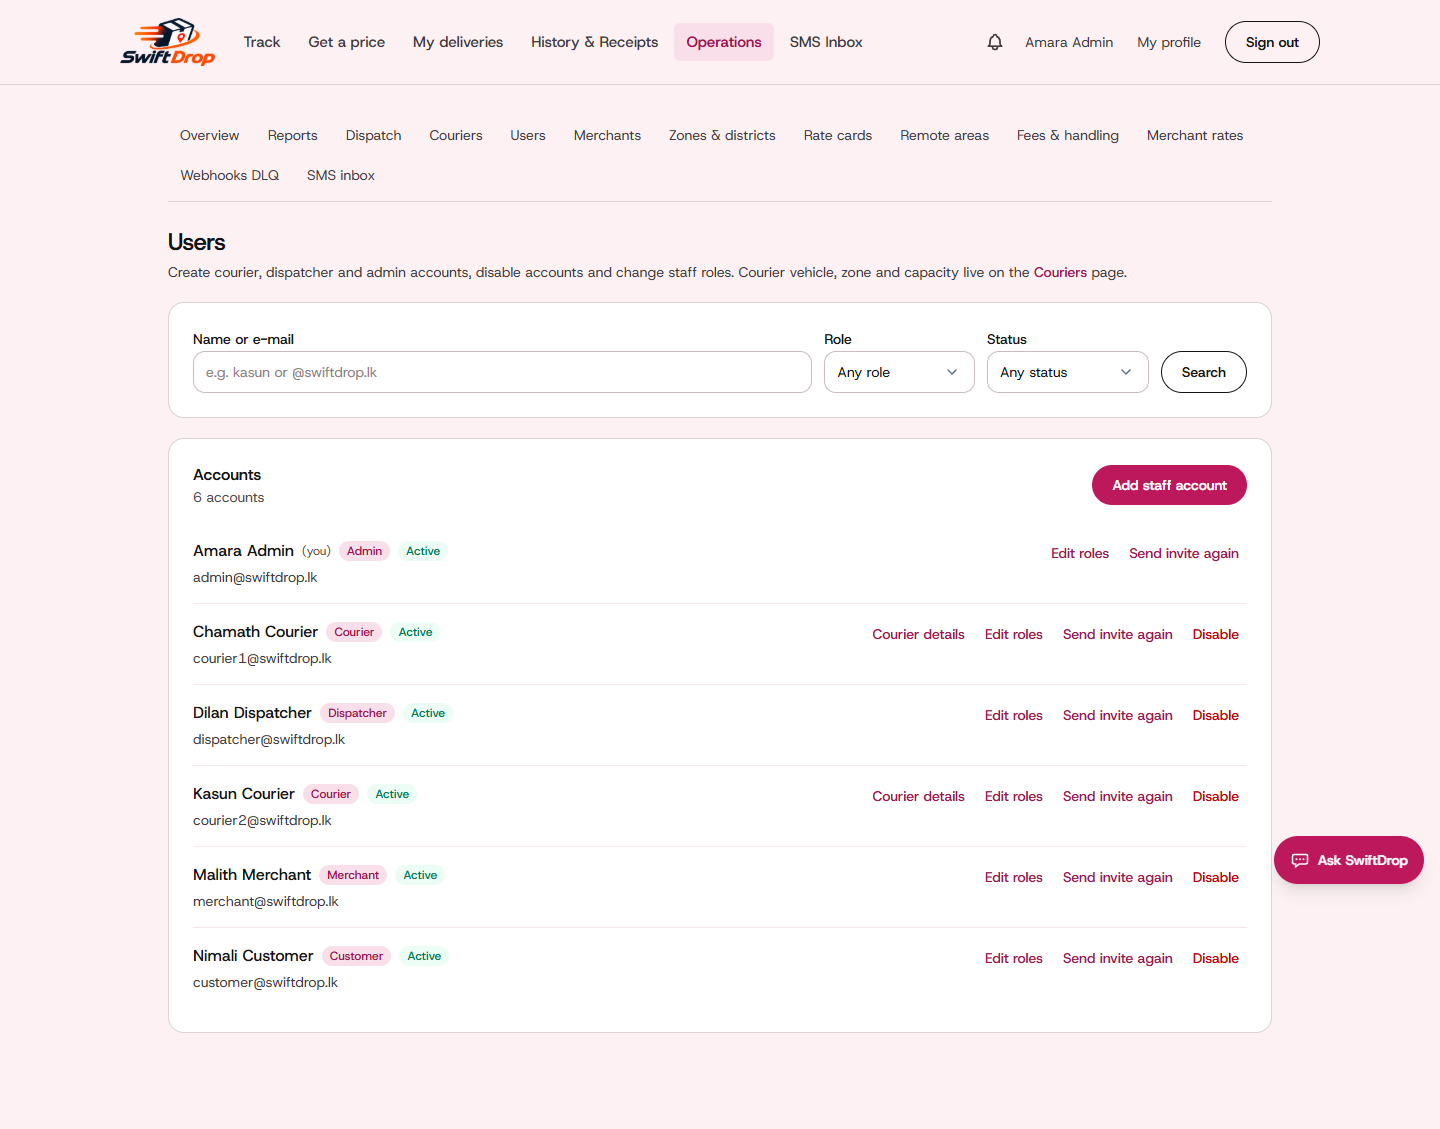 SwiftDrop
Track Get a price My deliveries History & Receipts Operations SMS Inbox Amara Admin My profile Sign out
Overview Reports Dispatch Couriers Users Merchants Zones & districts Rate cards Remote areas Fees & handling Merchant rates
Webhooks DLQ SMS inbox
Users
Create courier, dispatcher and admin accounts, disable accounts and change staff roles. Courier vehicle, zone and capacity live on the Couriers page.
Name or e-mail Role Status
e.g. kasun or @swiftdrop.lk Any role Any status Search
Accounts
6 accounts
Add staff account
Amara Admin (you) Admin Active Edit roles Send invite again
admin@swiftdrop.lk
Chamath Courier Courier Active Courier details Edit roles Send invite again Disable
courier1@swiftdrop.lk
Dilan Dispatcher Dispatcher Active Edit roles Send invite again Disable
dispatcher@swiftdrop.lk
Kasun Courier Courier Active Courier details Edit roles Send invite again Disable
courier2@swiftdrop.lk
Ask SwiftDrop
Malith Merchant Merchant Active Edit roles Send invite again Disable
merchant@swiftdrop.lk
Nimali Customer Customer Active Edit roles Send invite again Disable
customer@swiftdrop.lk